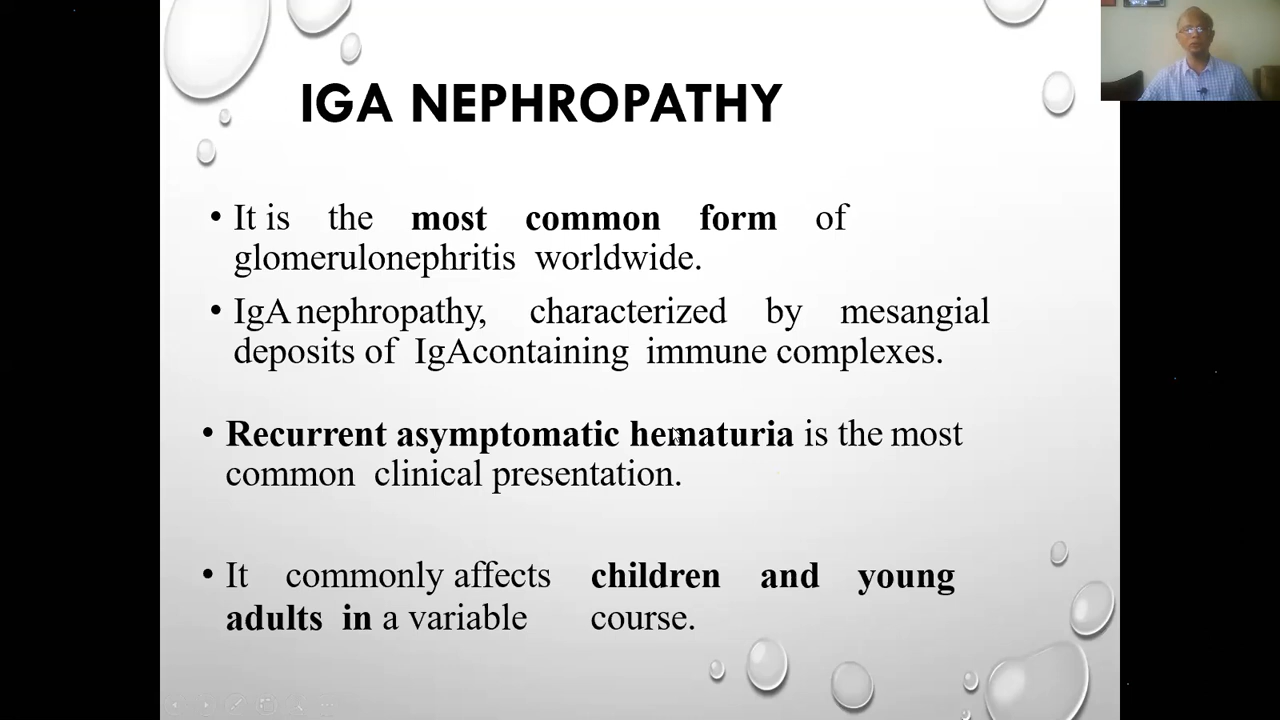 IGA NEPHROPATHY
• It is the most common form of
glomerulonephritis worldwide.
• IgA nephropathy, characterized by mesangial
deposits of IgAcontaining immune complexes.
• Recurrent asymptomatic hematuria is the most
common clinical presentation.
• It commonly affects children and young
adults in a variable course.